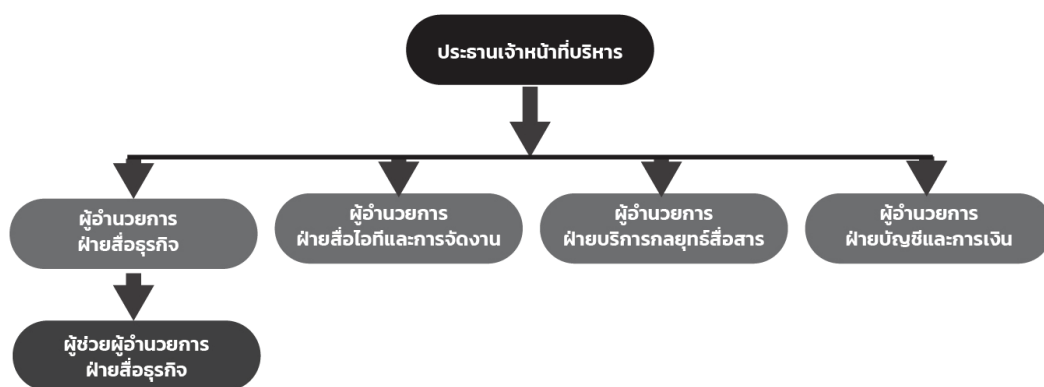 ประธานเจ้าหน้าที่บริหาร
ผู้อำนวยการ
ฝ่ายสื่อธุรกิจ
ผู้อำนวยการ
ฝ่ายสื่อไอทีและการจัดงาน
ผู้อำนวยการ
ฝ่ายบริการกลยุทธ์สื่อสาร
ผู้อำนวยการ
ฝ่ายบัญชีและการเงิน
ผู้ช่วยผู้อำนวยการ
ฝ่ายสื่อธุรกิจ